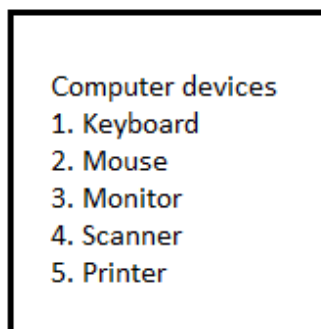 Computer devices
1. Keyboard
2. Mouse
3. Monitor
4. Scanner
5. Printer